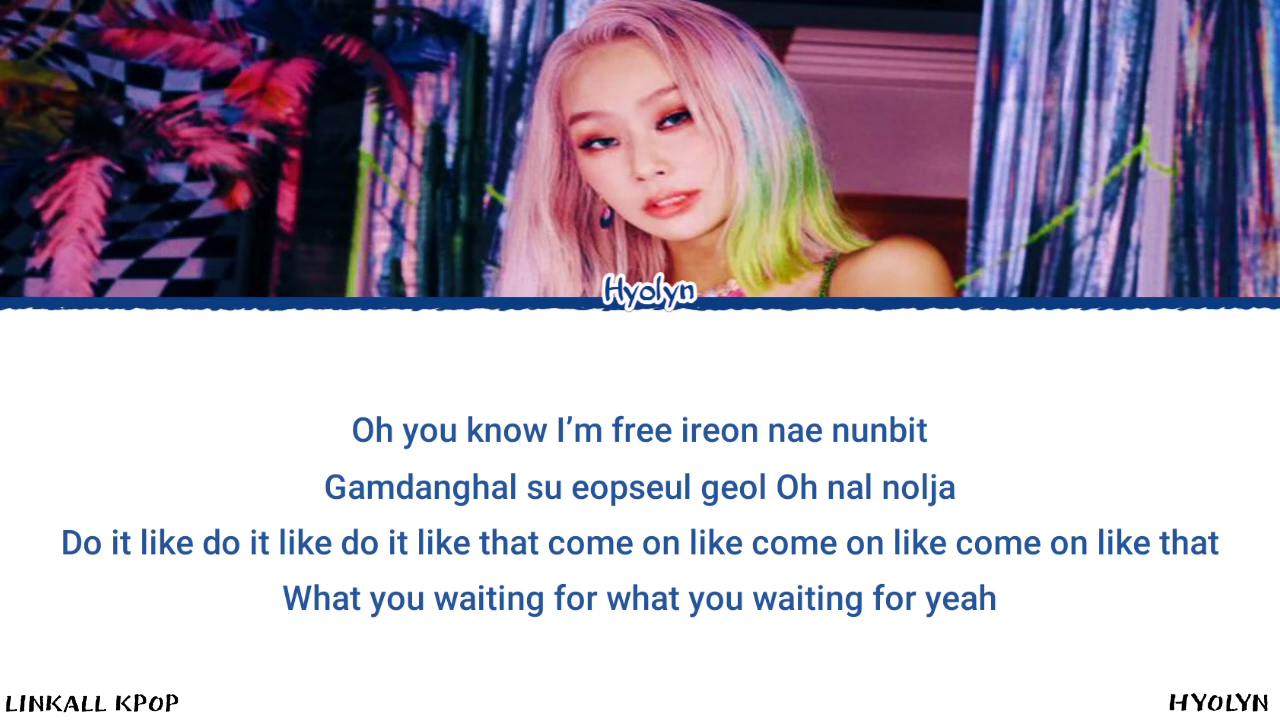 Hyolyn
Oh you know I’m free ireon nae nunbit
Gamdanghal su eopseul geol Oh nal nolja
Do it like do it like do it like that come on like come on like come on like that
What you waiting for what you waiting for yeah
LINKALL KPOP
HYOLYN